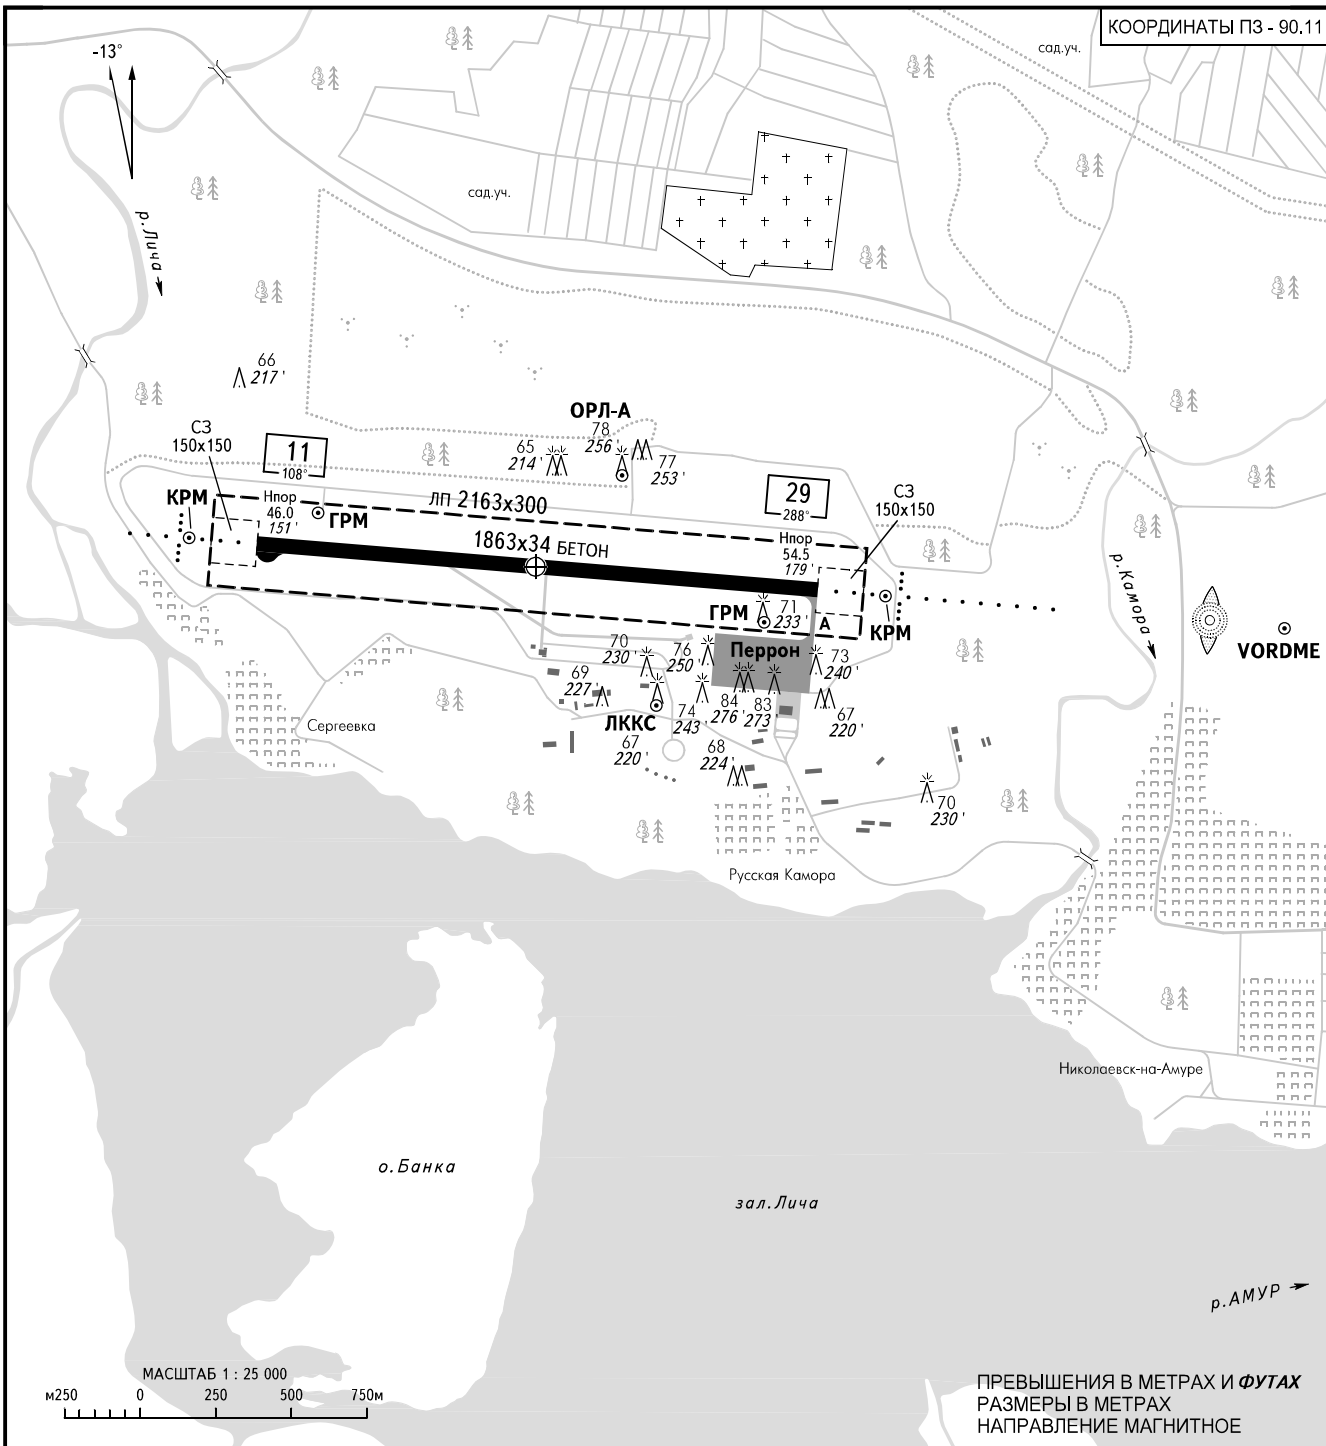 КООРДИНАТЫ ПЗ - 90.11
-13°
сад.уч.
сад.уч.
р.Лича
66
217 '
ОРЛ-А
78
256 '
65
214 '
77
253 '
СЗ
150x150
11
108°
29
288°
СЗ
150x150
КРМ
Нпор
46.0
151 '
ГРМ
ЛП 2163x300
1863x34 БЕТОН
Нпор
54.5
179 '
р.Камора
ГРМ
71
233 '
А
КРМ
VORDME
70
230 '
76
250 '
Перрон
73
240 '
69
227 '
74
243 '
84
276 '
83
273 '
67
220 '
Сергеевка
ЛККС
67
220 '
68
224 '
70
230 '
Русская Камора
Николаевск-на-Амуре
о.Банка
зал.Лича
р.АМУР
МАСШТАБ 1 : 25 000
м250 0 250 500 750м
ПРЕВЫШЕНИЯ В МЕТРАХ И ФУТАХ
РАЗМЕРЫ В МЕТРАХ
НАПРАВЛЕНИЕ МАГНИТНОЕ